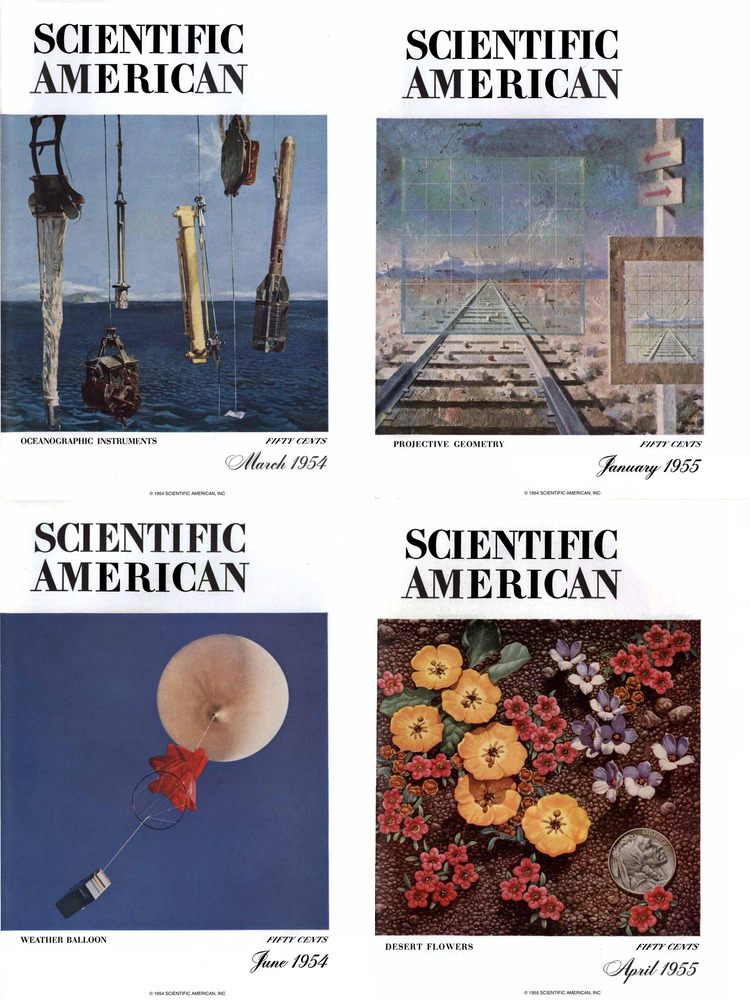 SCIENTIFIC
AMERICAN
OCEANOGRAPHIC INSTRUMENTS
FIFTY CENTS
March 1954
© 1954 SCIENTIFIC AMERICAN, INC
SCIENTIFIC
AMERICAN
PROJECTIVE GEOMETRY
FIFTY CENTS
January 1955
© 1954 SCIENTIFIC AMERICAN, INC
SCIENTIFIC
AMERICAN
WEATHER BALLOON
FIFTY CENTS
June 1954
© 1954 SCIENTIFIC AMERICAN, INC
SCIENTIFIC
AMERICAN
DESERT FLOWERS
FIFTY CENTS
April 1955
© 1955 SCIENTIFIC AMERICAN, INC